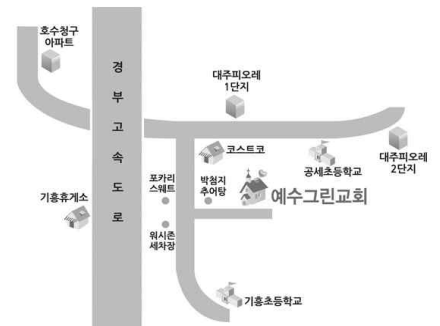 호수청구
아파트
경부고속도로
대주피오레
1단지
코스트코
공세초등학교
대주피오레
2단지
포카리
스웨트
박첨지
추어탕
예수그린교회
기흥휴게소
워시존
세차장
기흥초등학교